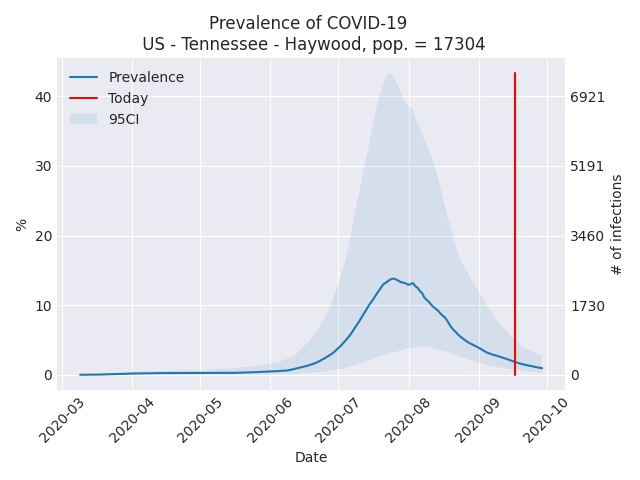 Prevalence of COVID-19
US - Tennessee - Haywood, pop. = 17304
Prevalence
Today
95CI
40
30
20
10
0
%
6921
5191
3460
1730
0
# of infections
2020-03
2020-04
2020-05
2020-06
2020-07
2020-08
2020-09
2020-10
Date